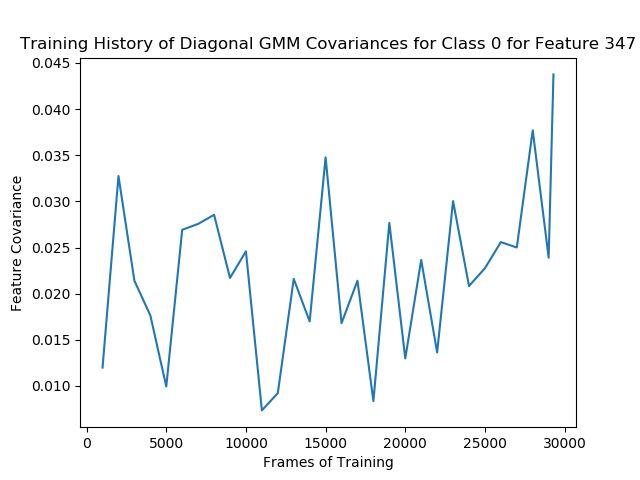 Training History of Diagonal GMM Covariances for Class 0 for Feature 347
0.045
0.040
0.035
0.030
0.025
0.020
0.015
0.010
Feature Covariance
0 5000 10000 15000 20000 25000 30000
Frames of Training